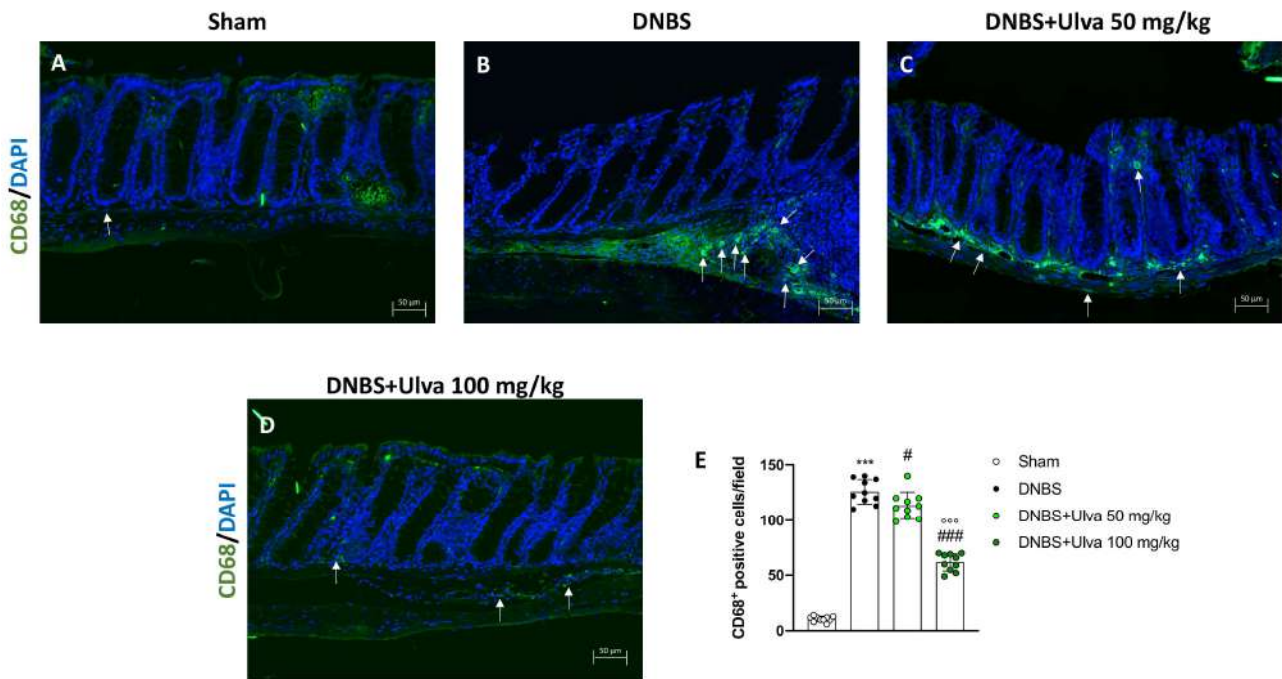 Sham
DNBS
DNBS+Ulva 50 mg/kg
CD68/DAPI
A
B
C
50 µm
50 µm
50 µm
DNBS+Ulva 100 mg/kg
CD68/DAPI
D
50 µm
E
CD68⁺ positive cells/field
150
100
50
0
***
#
°°°
###
Sham
DNBS
DNBS+Ulva 50 mg/kg
DNBS+Ulva 100 mg/kg